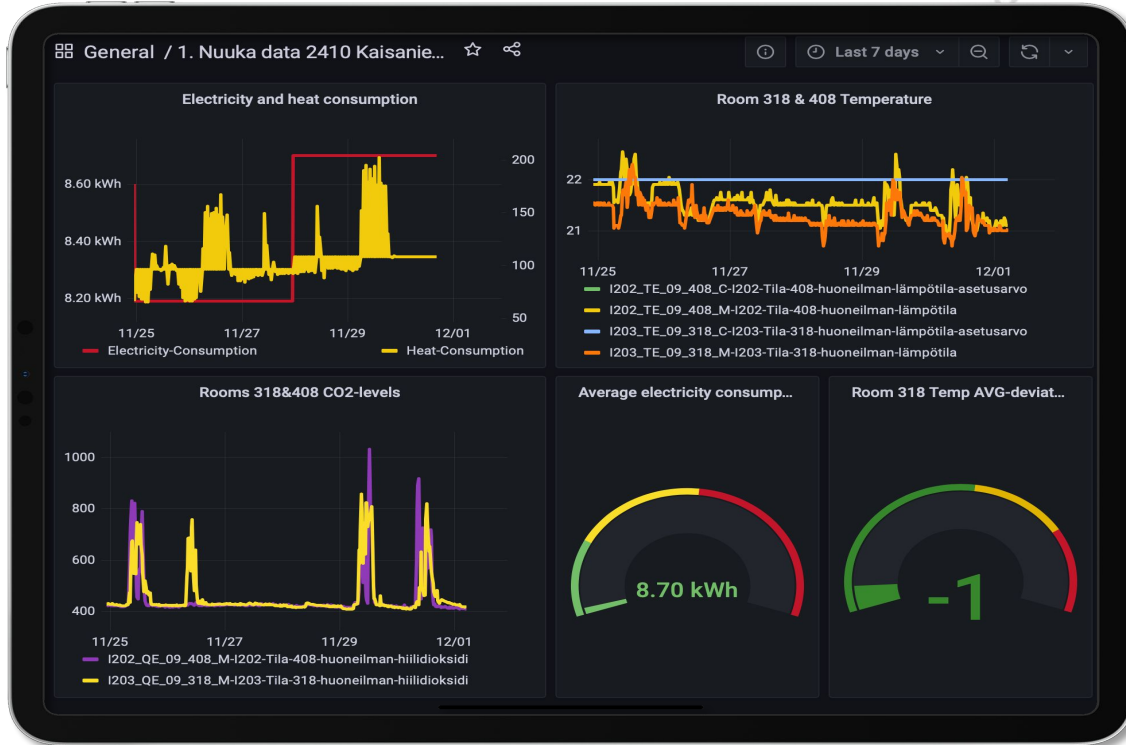 General / 1. Nuuka data 2410 Kaisanie...
Last 7 days
Electricity and heat consumption
8.60 kWh
8.40 kWh
8.20 kWh
200
150
100
50
11/25 11/27 11/29 12/01
Electricity-Consumption Heat-Consumption
Room 318 & 408 Temperature
22
21
11/25 11/27 11/29 12/01
I202_TE_09_408_C-I202-Tila-408-huoneilman-lämpötila-asetusarvo
I202_TE_09_408_M-I202-Tila-408-huoneilman-lämpötila
I203_TE_09_318_C-I203-Tila-318-huoneilman-lämpötila-asetusarvo
I203_TE_09_318_M-I203-Tila-318-huoneilman-lämpötila
Rooms 318&408 CO2-levels
1000
800
600
400
11/25 11/27 11/29 12/01
I202_QE_09_408_M-I202-Tila-408-huoneilman-hiilidioksidi
I203_QE_09_318_M-I203-Tila-318-huoneilman-hiilidioksidi
Average electricity consump...
8.70 kWh
Room 318 Temp AVG-deviat...
-1